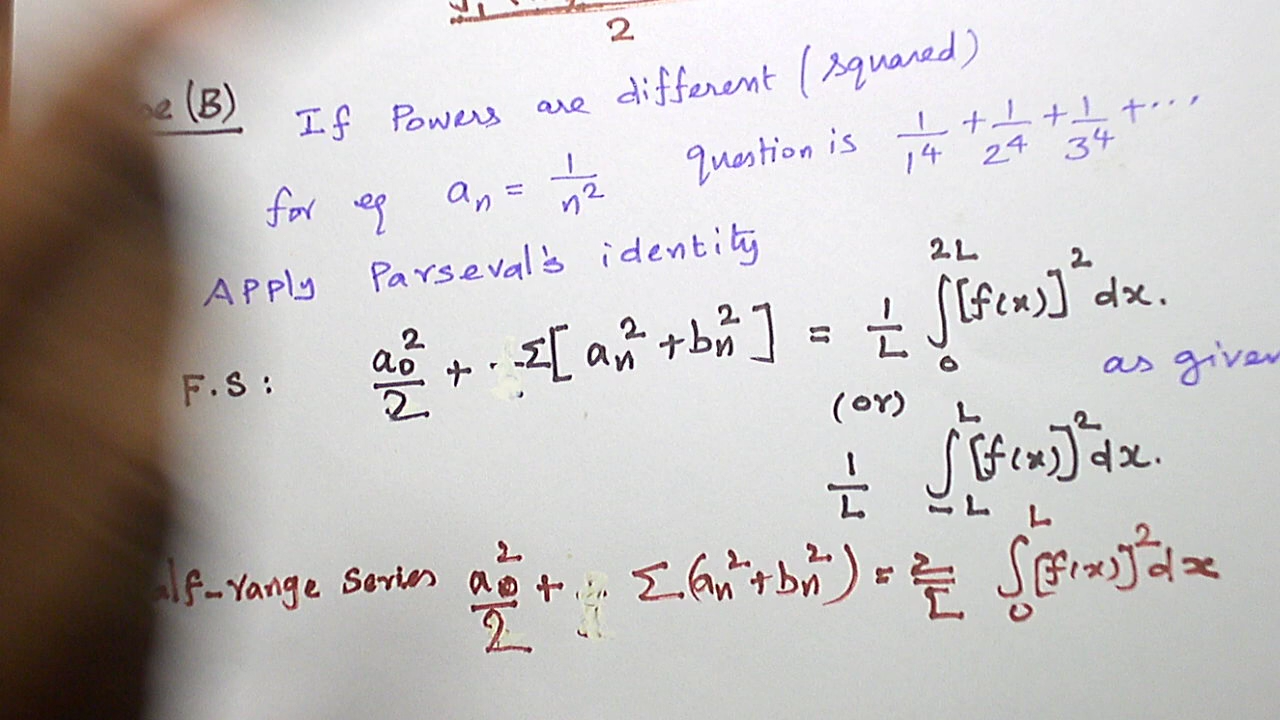 2
(B) If Powers are different (squared)
for eq a_n = 1/n^2 question is 1/1^4 + 1/2^4 + 1/3^4 + ...
Apply Parseval's identity
F.S : a_0^2/2 + Σ[a_n^2 + b_n^2] = 1/L ∫_0^{2L} [f(x)]^2 dx.
as given
(or)
1/L ∫_{-L}^{L} [f(x)]^2 dx.
alf-range series a_0^2/2 + Σ(a_n^2 + b_n^2) = 2/L ∫_0^L [f(x)]^2 dx